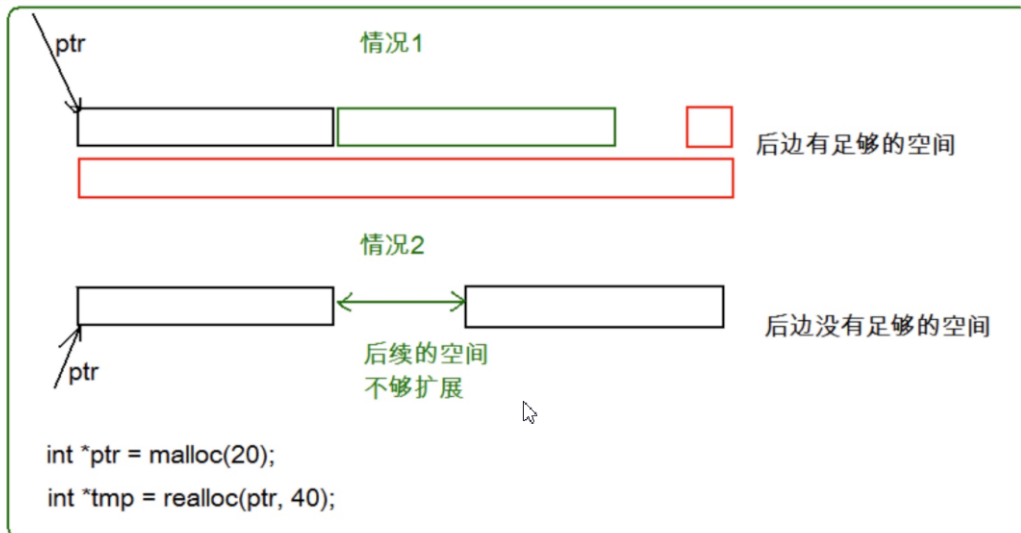 ptr
情况1
后边有足够的空间
情况2
后边没有足够的空间
后续的空间
不够扩展
ptr
int *ptr = malloc(20);
int *tmp = realloc(ptr, 40);